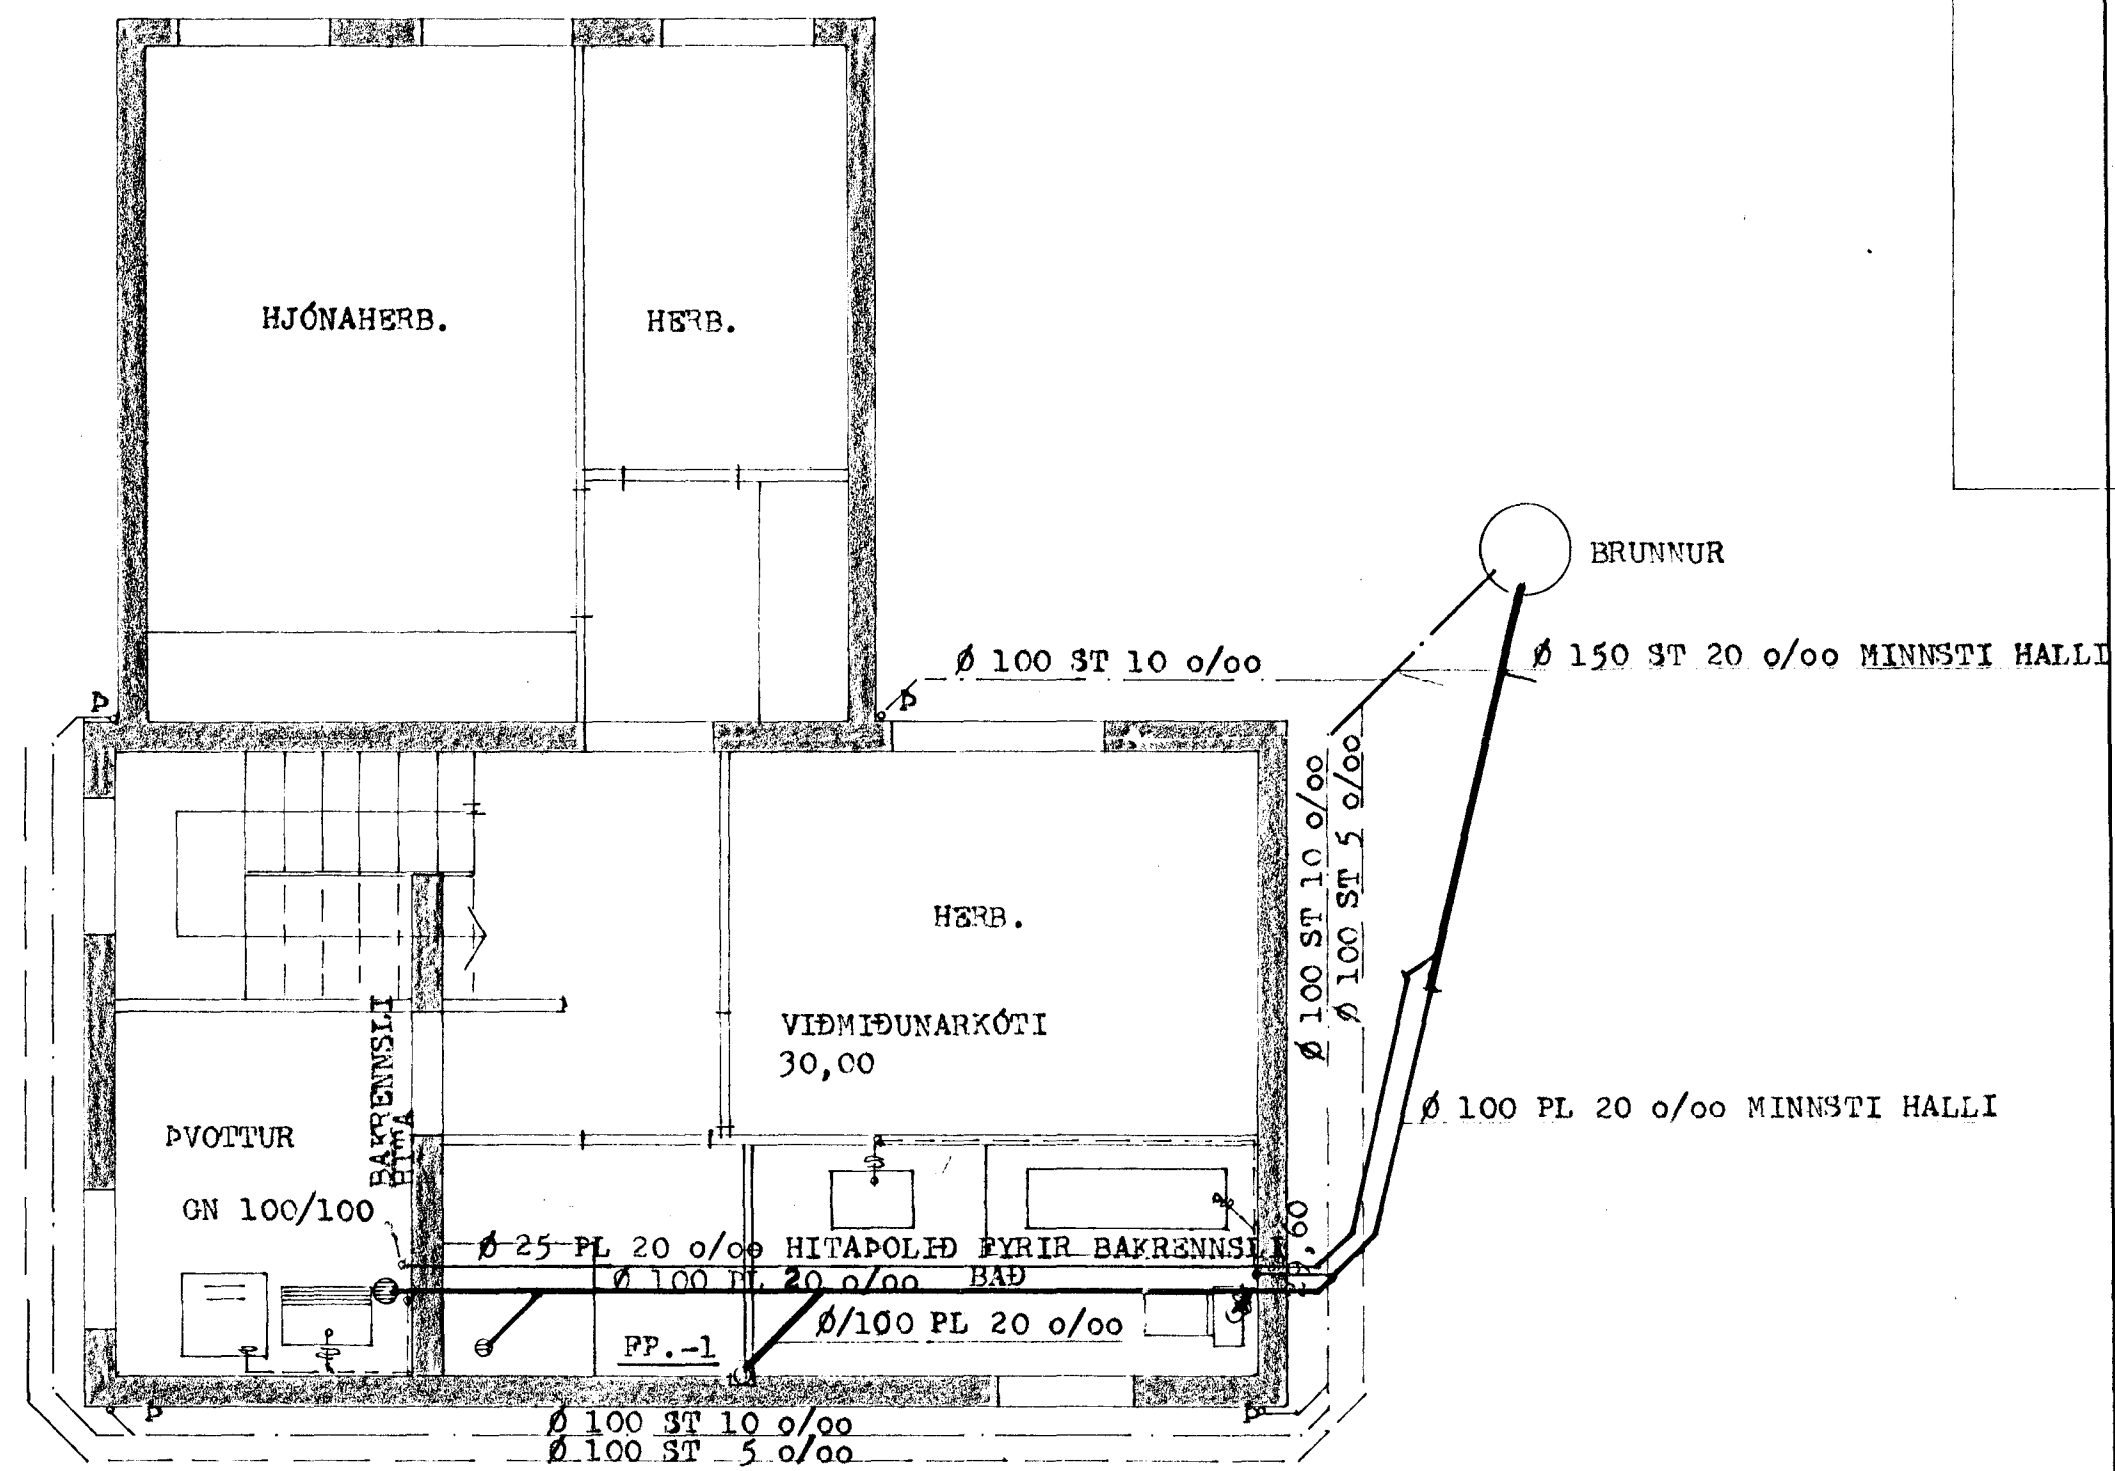 HJÓNAHERB.
HERB.
BRUNNUR
Ø 100 ST 10 o/oo
Ø 150 ST 20 o/oo MINNSTI HALLI
Þ
Þ
Ø 100 ST 10 o/oo
Ø 100 ST 5 o/oo
HERB.
VIÐMIÐUNARKÓTI
30,00
BAKRENNSLI
HITA
Ø 100 PL 20 o/oo MINNSTI HALLI
ÞVOTTUR
GN 100/100
Ø 25 PL 20 o/oo HITAÞOLIÐ FYRIR BAKRENNSLI
Ø 100 PL 20 o/oo BAÐ
Ø/100 PL 20 o/oo
FP.-1
Þ
Þ
Ø 100 ST 10 o/oo
Ø 100 ST 5 o/oo